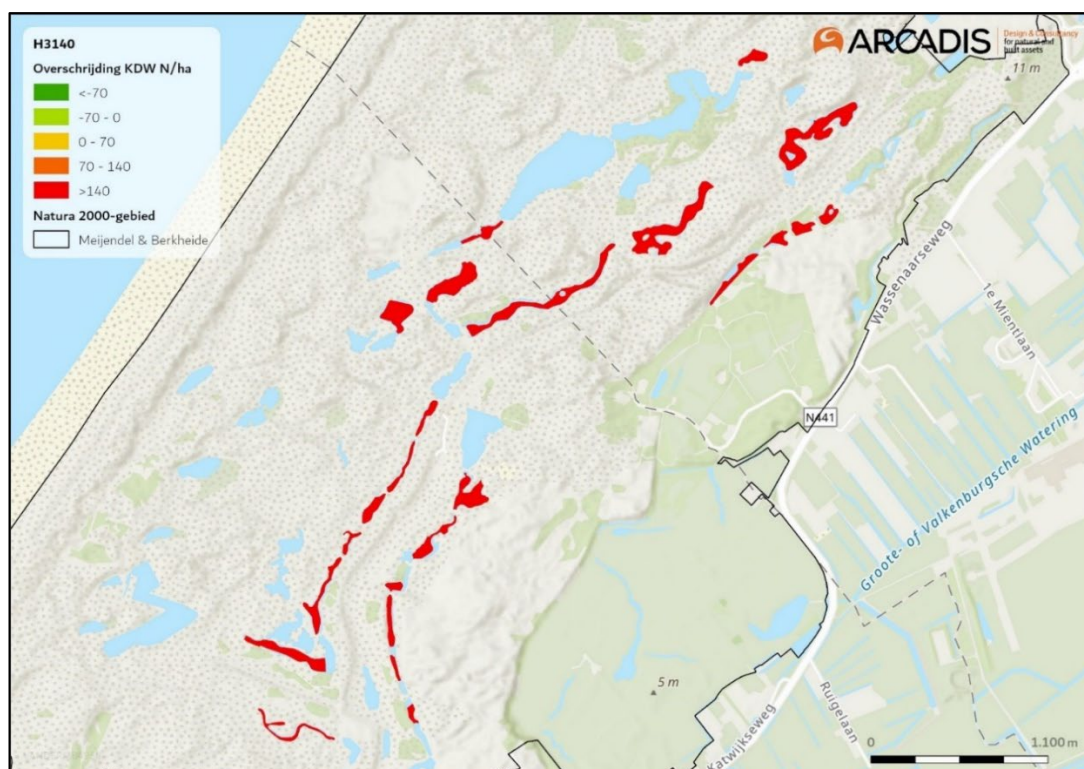 H3140
Overschrijding KDW N/ha
<-70
-70 - 0
0 - 70
70 - 140
>140
Natura 2000-gebied
Meijendel & Berkheide
ARCADIS
Design & Consultancy
for natural and
built assets
11 m
Wassenaarseweg
1e Mientlaan
N441
Groote- of Valkenburgsche Watering
5 m
Katwijkseweg
Ruigelaan
0
1.100 m